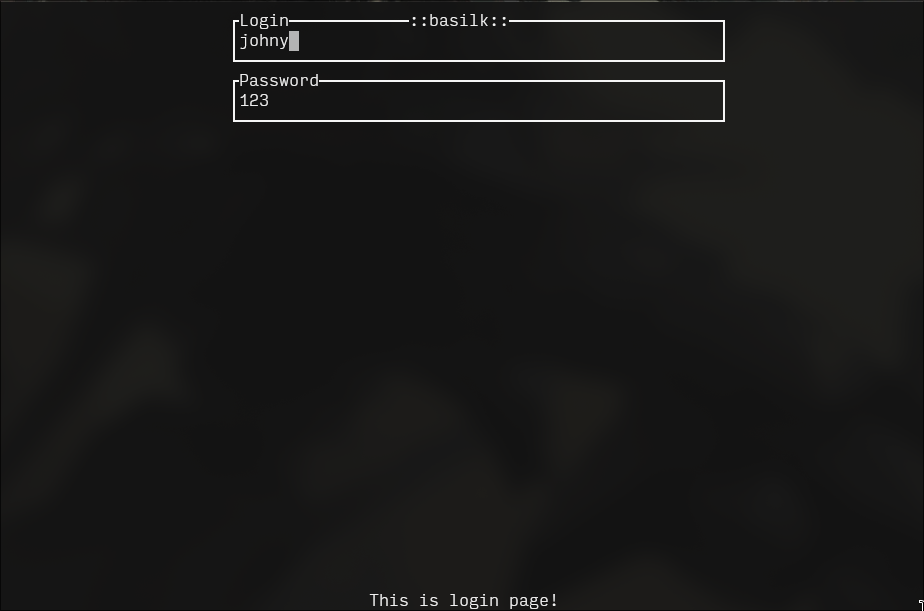 Login ::basilk::
johny
Password
123
This is login page!